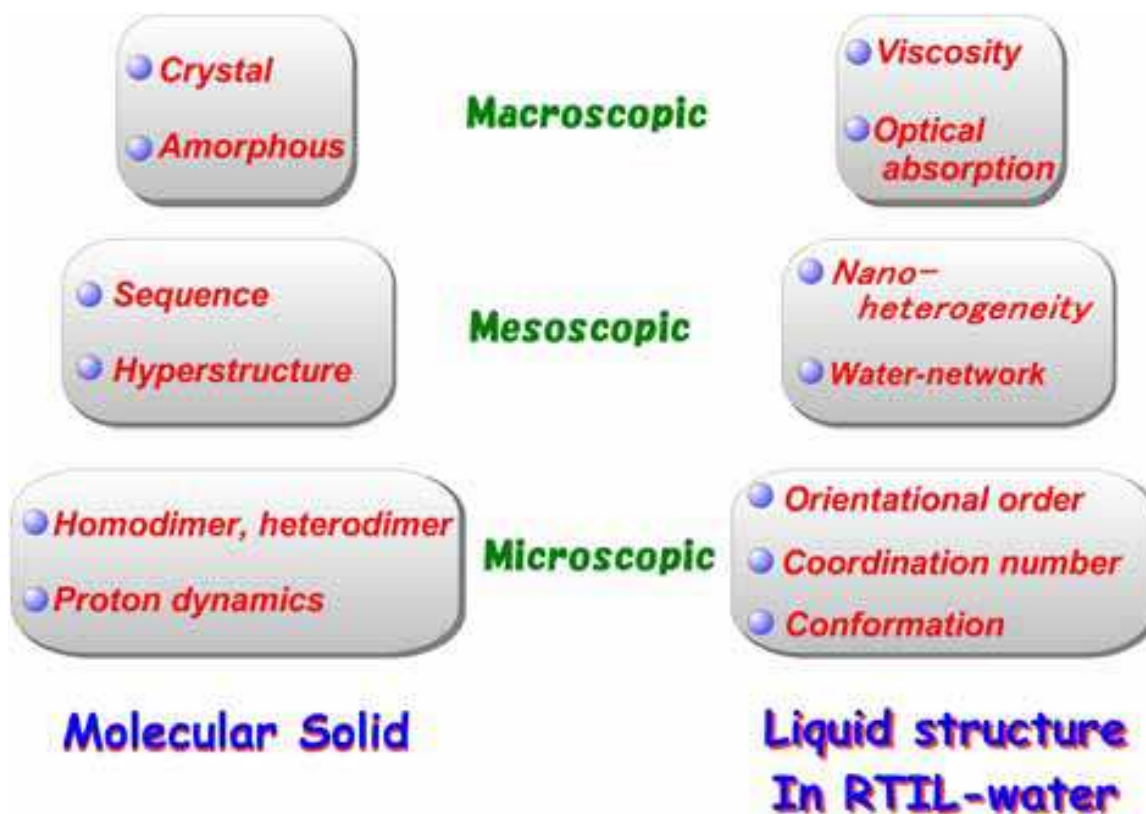 Crystal
Amorphous
Macroscopic
Viscosity
Optical
absorption
Sequence
Hyperstructure
Mesoscopic
Nano-
heterogeneity
Water-network
Homodimer, heterodimer
Proton dynamics
Microscopic
Orientational order
Coordination number
Conformation
Molecular Solid
Liquid structure
In RTIL-water